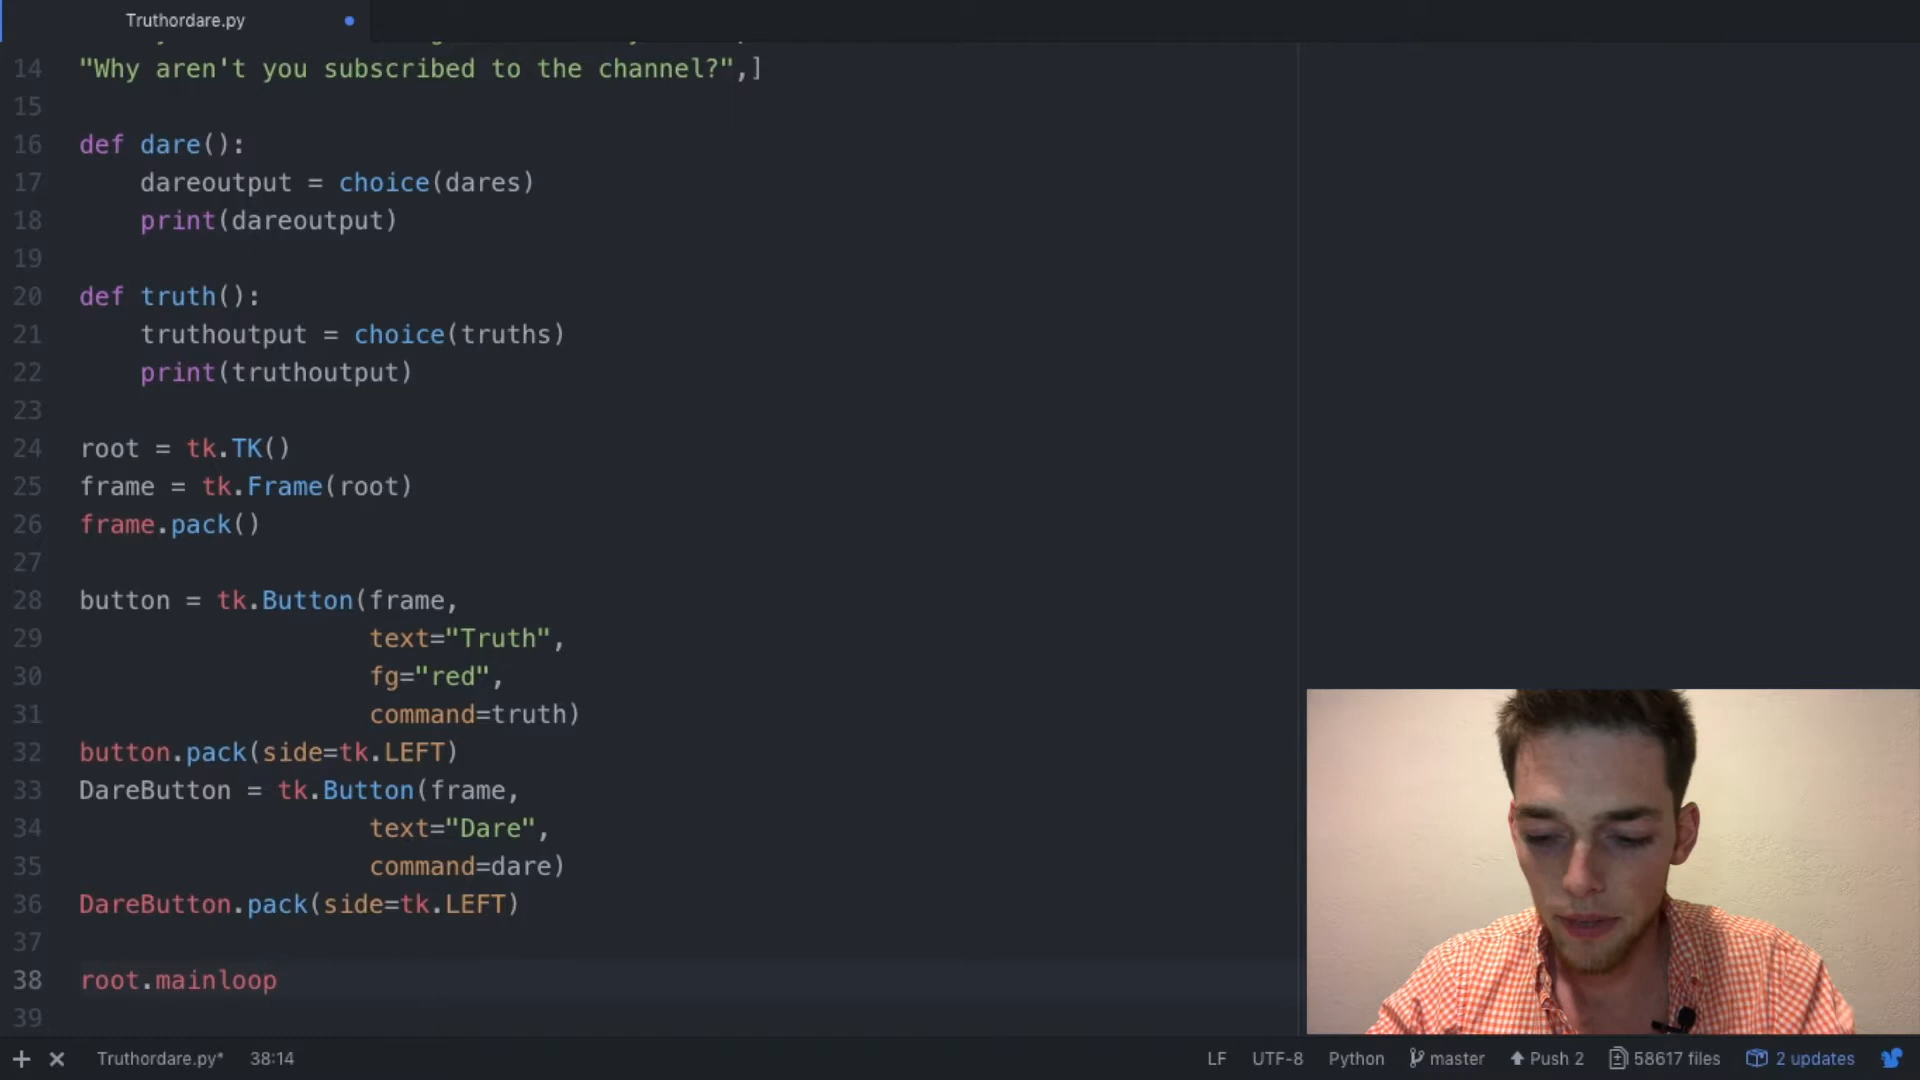 Truthordare.py
14 "Why aren't you subscribed to the channel?",]
15
16 def dare():
17 dareoutput = choice(dares)
18 print(dareoutput)
19
20 def truth():
21 truthoutput = choice(truths)
22 print(truthoutput)
23
24 root = tk.TK()
25 frame = tk.Frame(root)
26 frame.pack()
27
28 button = tk.Button(frame,
29 text="Truth",
30 fg="red",
31 command=truth)
32 button.pack(side=tk.LEFT)
33 DareButton = tk.Button(frame,
34 text="Dare",
35 command=dare)
36 DareButton.pack(side=tk.LEFT)
37
38 root.mainloop
39
Truthordare.py* 38:14 LF UTF-8 Python master Push 2 58617 files 2 updates